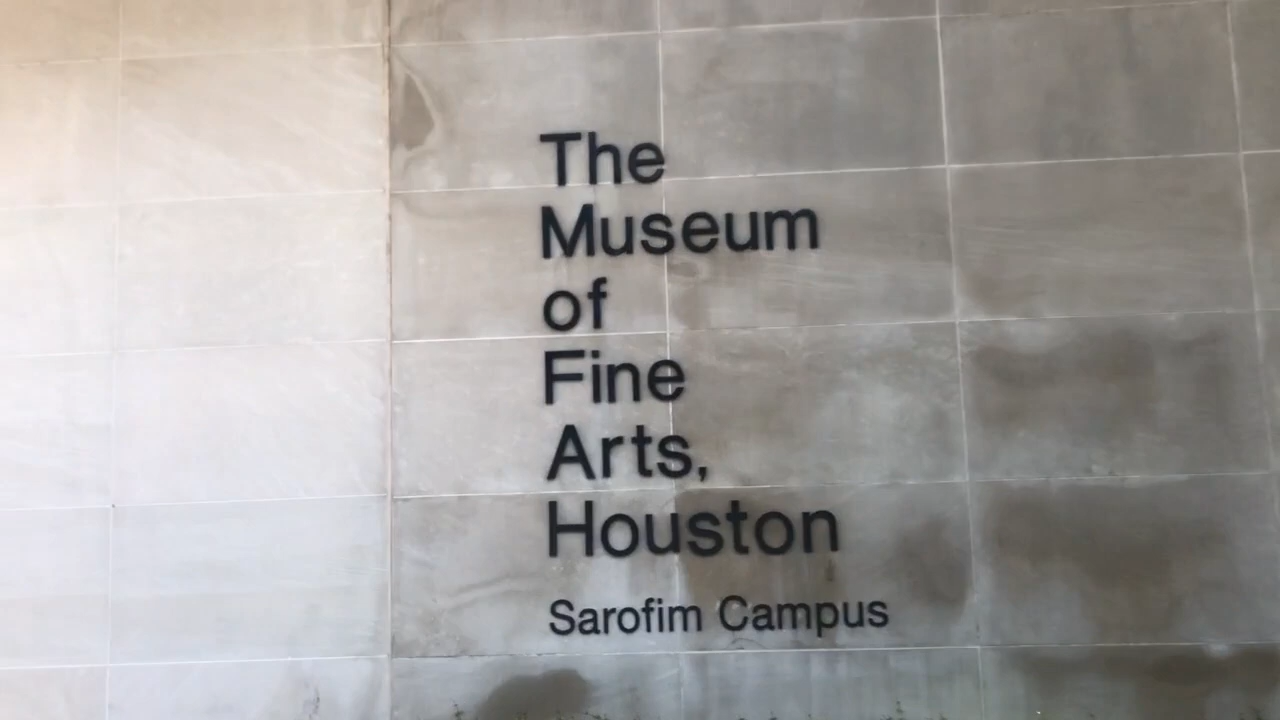 The
Museum
of
Fine
Arts,
Houston
Sarofim Campus